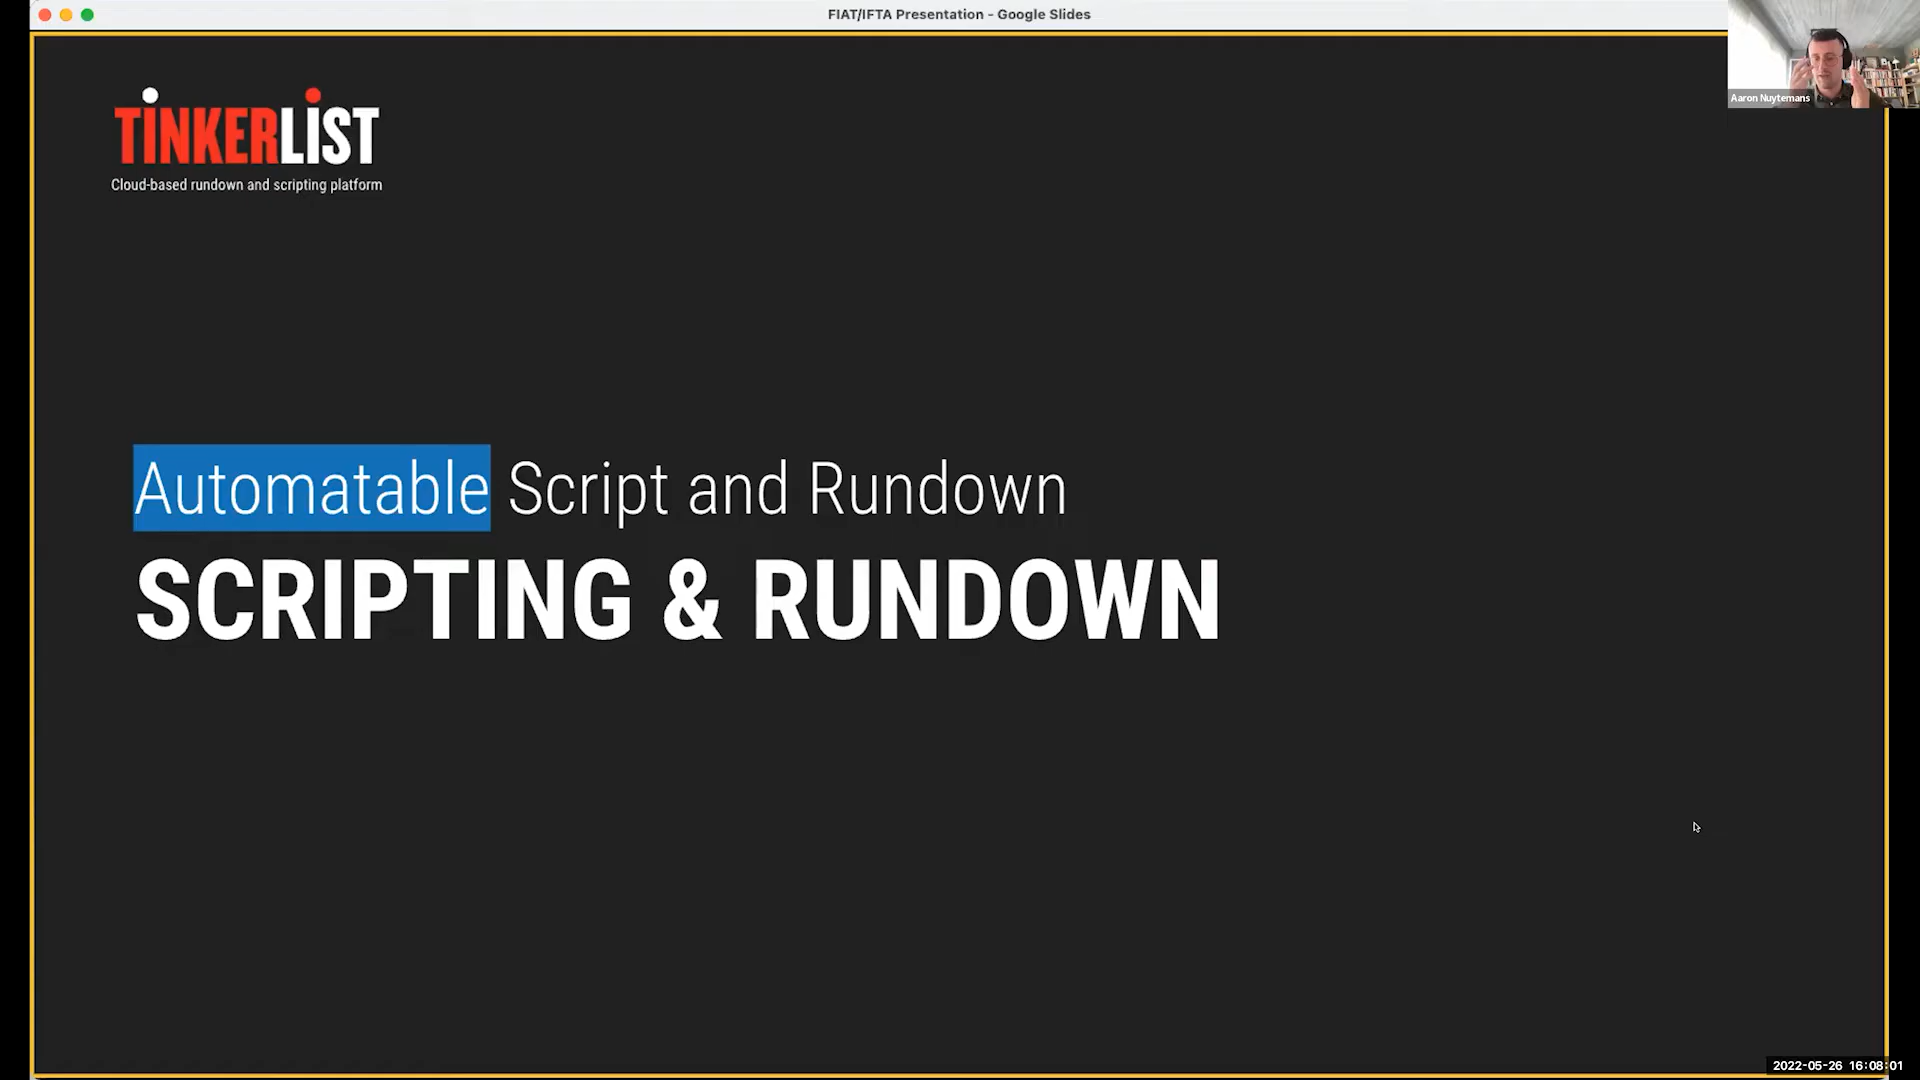 FIAT/IFTA Presentation - Google Slides
Aaron Nuytemans
TINKERLIST
Cloud-based rundown and scripting platform
Automatable Script and Rundown
SCRIPTING & RUNDOWN
2022-05-26 16:08:01